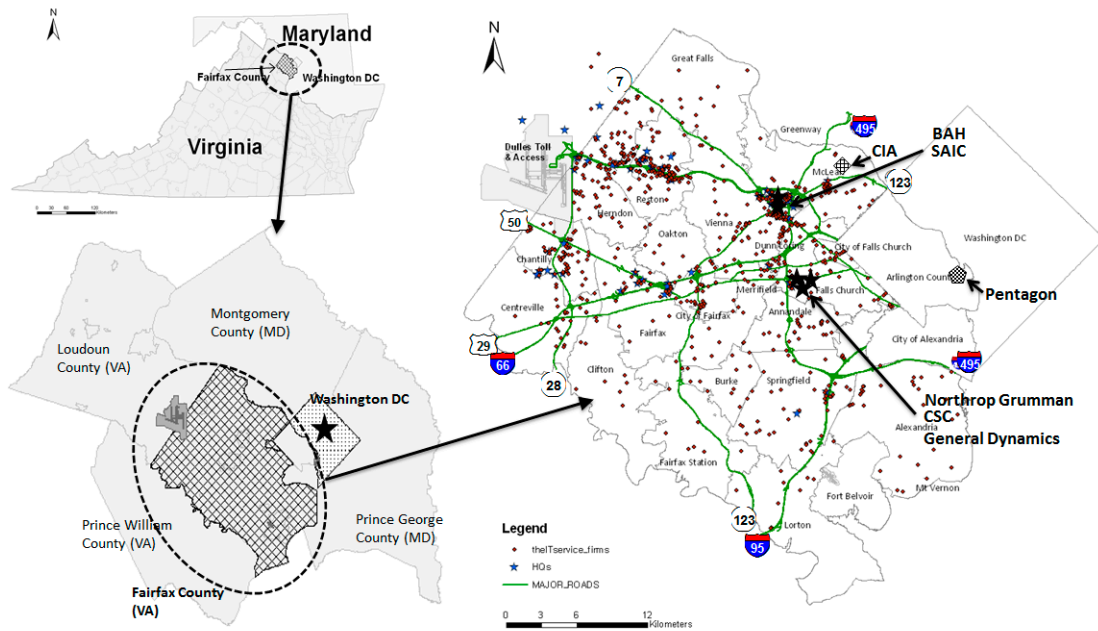 N
Maryland
Fairfax County
Washington DC
Virginia
Kilometers
Montgomery
County (MD)
Loudoun
County (VA)
Washington DC
Prince William
County (VA)
Prince George
County (MD)
Fairfax County
(VA)
N
Great Falls
7
Dulles Toll
& Access
Greenway
495
BAH
SAIC
CIA
McLean
123
Herndon
Reston
Vienna
50
Oakton
Dunn Loring
City of Falls Church
Washington DC
Chantilly
Arlington County
Pentagon
Merrifield
Falls Church
Centreville
City of Fairfax
Annandale
29
66
Fairfax
City of Alexandria
28
Clifton
Burke
Springfield
495
Northrop Grumman
CSC
General Dynamics
Alexandria
Fairfax Station
Mt Vernon
Fort Belvoir
123
Lorton
95
Legend
theITservice_firms
HQs
MAJOR_ROADS
0 3 6 12
Kilometers